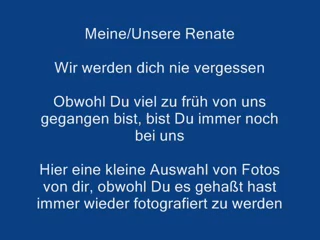 Meine/Unsere Renate
Wir werden dich nie vergessen
Obwohl Du viel zu früh von uns
gegangen bist, bist Du immer noch
bei uns
Hier eine kleine Auswahl von Fotos
von dir, obwohl Du es gehaßt hast
immer wieder fotografiert zu werden